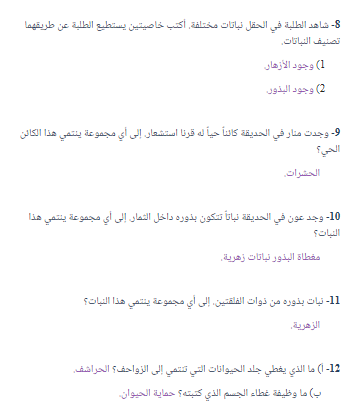 8- شاهد الطلبة في الحقل نباتات مختلفة. أكتب خاصيتين يستطيع الطلبة عن طريقهما
تصنيف النباتات.
1) وجود الأزهار.
2) وجود البذور.
9- وجدت منار في الحديقة كائناً حياً له قرنا استشعار. إلى أي مجموعة ينتمي هذا الكائن
الحي؟
الحشرات.
10- وجد عون في الحديقة نباتاً تتكون بذوره داخل الثمار. إلى أي مجموعة ينتمي هذا
النبات؟
مغطاة البذور نباتات زهرية.
11- نبات بذوره من ذوات الفلقتين. إلى أي مجموعة ينتمي هذا النبات؟
الزهرية.
12- أ) ما الذي يغطي جلد الحيوانات التي تنتمي إلى الزواحف؟ الحراشف.
ب) ما وظيفة غطاء الجسم الذي كتبته؟ حماية الحيوان.